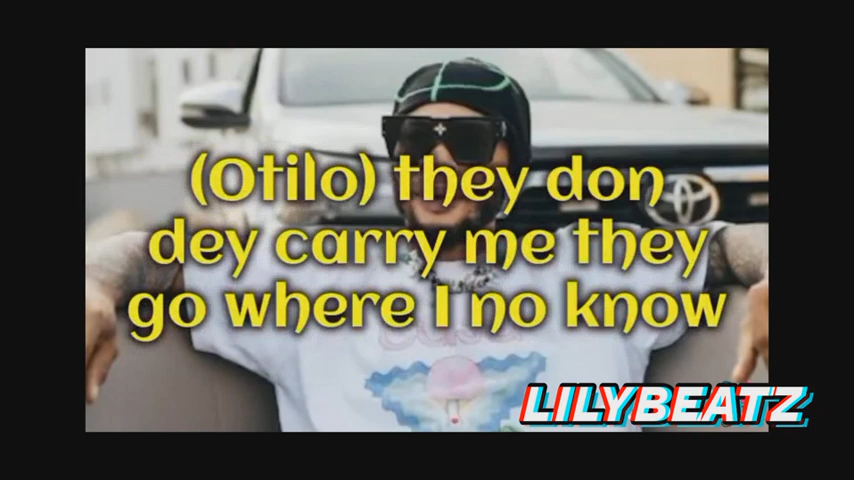 (Otilo) they don
dey carry me they
go where I no know
LILYBEATZ